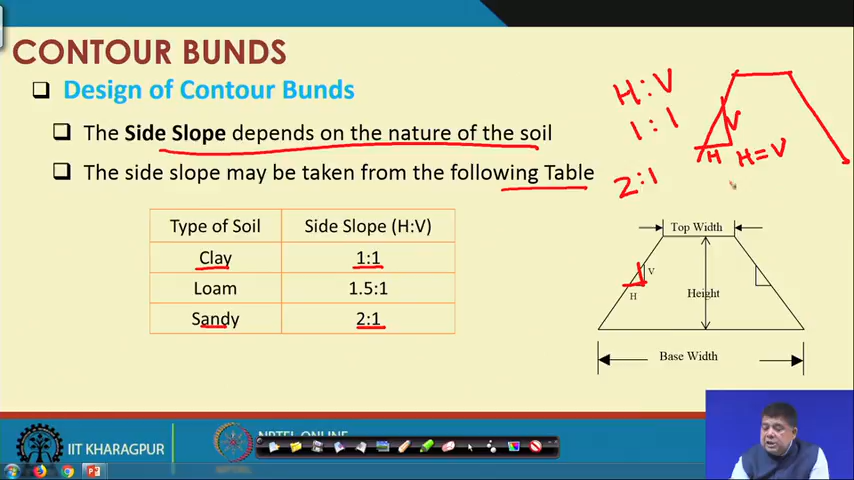 CONTOUR BUNDS
Design of Contour Bunds
The Side Slope depends on the nature of the soil
The side slope may be taken from the following Table
Type of Soil Side Slope (H:V)
Clay 1:1
Loam 1.5:1
Sandy 2:1
H:V
1:1
2:1
V
H H=V
Top Width
V
H
Height
Base Width
IIT KHARAGPUR
NPTEL ONLINE